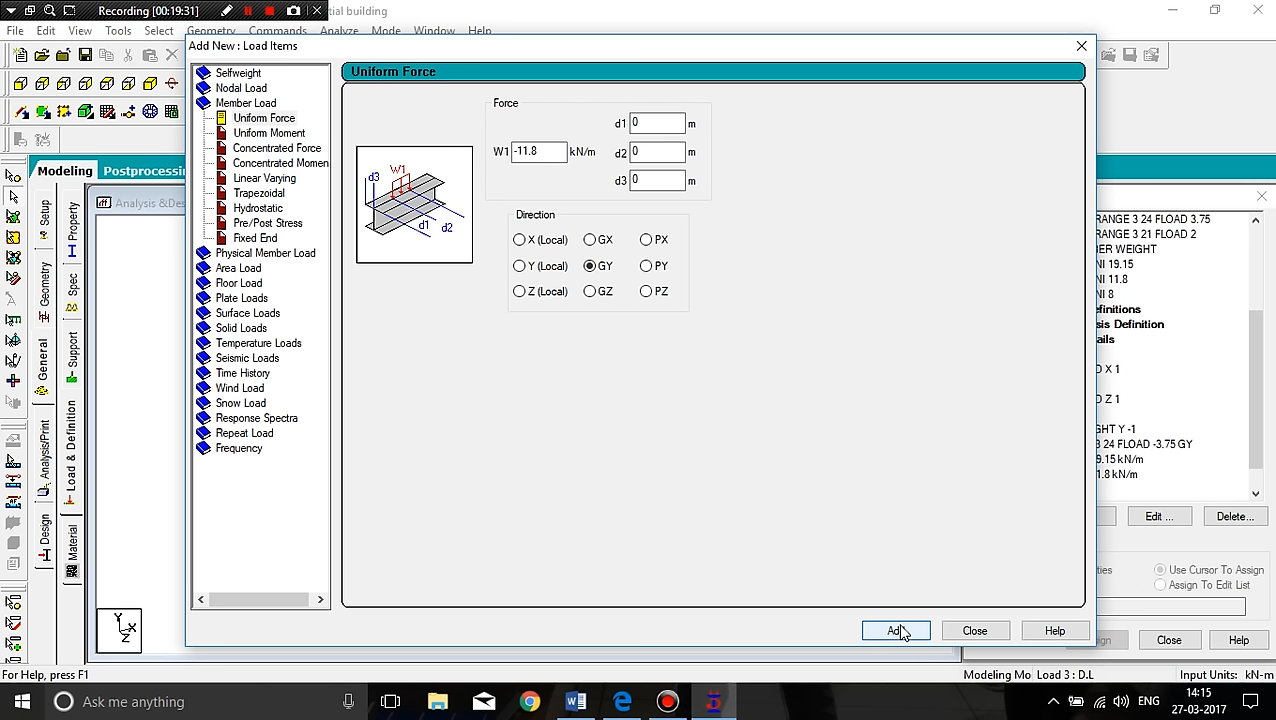 Recording [00:19:31]
tial building
File Edit View Tools Select Geometry Commands Analyze Mode Window Help
Add New : Load Items
Selfweight
Nodal Load
Member Load
Uniform Force
Uniform Moment
Concentrated Force
Concentrated Momen
Linear Varying
Trapezoidal
Hydrostatic
Pre/Post Stress
Fixed End
Physical Member Load
Area Load
Floor Load
Plate Loads
Surface Loads
Solid Loads
Temperature Loads
Seismic Loads
Time History
Wind Load
Snow Load
Response Spectra
Repeat Load
Frequency
Uniform Force
Force
d1 0 m
W1 -11.8 kN/m d2 0 m
d3 0 m
W1
d3
d1 d2
Direction
X (Local) GX PX
Y (Local) GY PY
Z (Local) GZ PZ
Close Help
Modeling Postprocessin
Analysis &Des
Setup
Geometry
General
Analysis/Print
Design
Property
Spec
Support
Load & Definition
Material
Y
X
Z
RANGE 3 24 FLOAD 3.75
RANGE 3 21 FLOAD 2
BER WEIGHT
NI 19.15
NI 11.8
NI 8
efinitions
sis Definition
ails
D X 1
D Z 1
GHT Y -1
3 24 FLOAD -3.75 GY
9.15 kN/m
1.8 kN/m
Edit ... Delete...
ties
Use Cursor To Assign
Assign To Edit List
gn Close Help
For Help, press F1
Modeling Mo Load 3 : D.L Input Units: kN-m
Ask me anything
ENG
14:15
27-03-2017